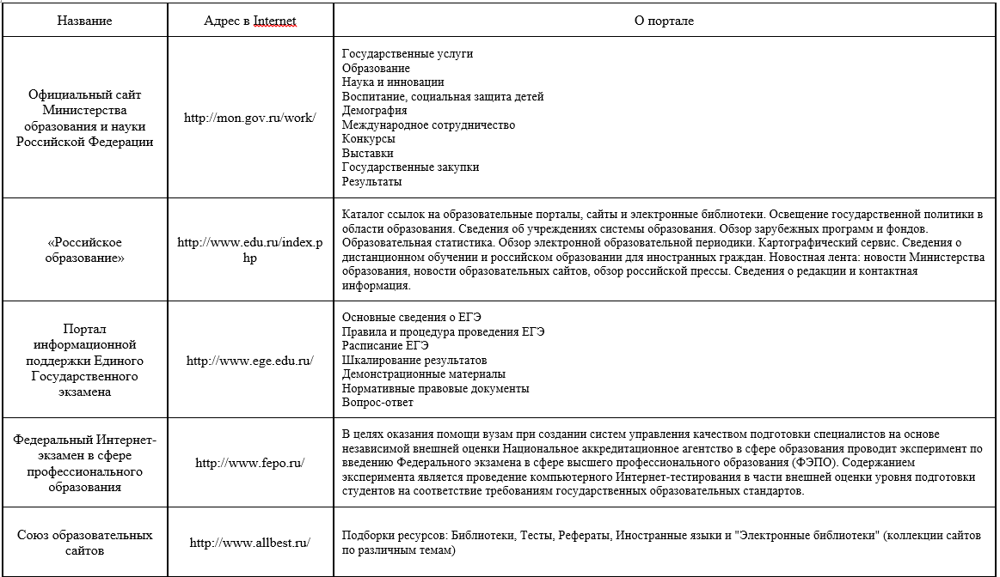 Название
Адрес в Internet
О портале
Официальный сайт
Министерства
образования и науки
Российской Федерации
http://mon.gov.ru/work/
Государственные услуги
Образование
Наука и инновации
Воспитание, социальная защита детей
Демография
Международное сотрудничество
Конкурсы
Выставки
Государственные закупки
Результаты
«Российское
образование»
http://www.edu.ru/index.p
hp
Каталог ссылок на образовательные порталы, сайты и электронные библиотеки. Освещение государственной политики в
области образования. Сведения об учреждениях системы образования. Обзор зарубежных программ и фондов.
Образовательная статистика. Обзор электронной образовательной периодики. Картографический сервис. Сведения о
дистанционном обучении и российском образовании для иностранных граждан. Новостная лента: новости Министерства
образования, новости образовательных сайтов, обзор российской прессы. Сведения о редакции и контактная
информация.
Портал
информационной
поддержки Единого
Государственного
экзамена
http://www.ege.edu.ru/
Основные сведения о ЕГЭ
Правила и процедура проведения ЕГЭ
Расписание ЕГЭ
Шкалирование результатов
Демонстрационные материалы
Нормативные правовые документы
Вопрос-ответ
Федеральный Интернет-
экзамен в сфере
профессионального
образования
http://www.fepo.ru/
В целях оказания помощи вузам при создании систем управления качеством подготовки специалистов на основе
независимой внешней оценки Национальное аккредитационное агентство в сфере образования проводит эксперимент по
введению Федерального экзамена в сфере высшего профессионального образования (ФЭПО). Содержанием
эксперимента является проведение компьютерного Интернет-тестирования в части внешней оценки уровня подготовки
студентов на соответствие требованиям государственных образовательных стандартов.
Союз образовательных
сайтов
http://www.allbest.ru/
Подборки ресурсов: Библиотеки, Тесты, Рефераты, Иностранные языки и "Электронные библиотеки" (коллекции сайтов
по различным темам)